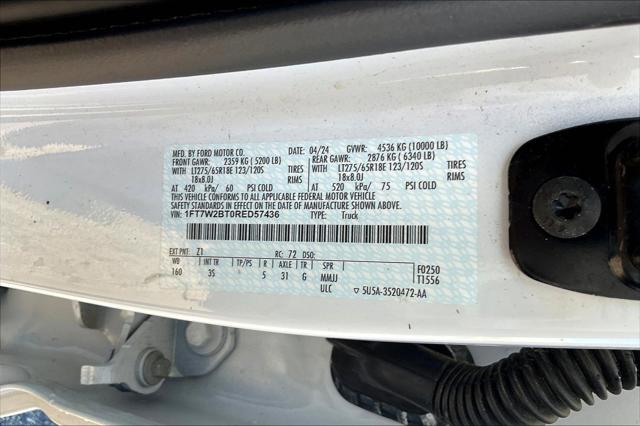 MFD. BY FORD MOTOR CO. DATE: 04/24 GVWR: 4536 KG (10000 LB)
FRONT GAWR: 2359 KG ( 5200 LB) REAR GAWR: 2876 KG ( 6340 LB)
WITH LT275/65R18E 123/120S TIRES WITH LT275/65R18E 123/120S TIRES
18x8.0J RIMS 18x8.0J RIMS
AT 420 kPa/ 60 PSI COLD AT 520 kPa/ 75 PSI COLD
THIS VEHICLE CONFORMS TO ALL APPLICABLE FEDERAL MOTOR VEHICLE
SAFETY STANDARDS IN EFFECT ON THE DATE OF MANUFACTURE SHOWN ABOVE.
VIN: 1FT7W2BT0RED57436 TYPE: Truck
EXT PNT: Z1 RC: 72 DSO:
WB INT TR TP/PS R AXLE TR SPR F0250
160 3S 5 31 G MMJJ T1556
ULC ▽ 5U5A-3520472-AA